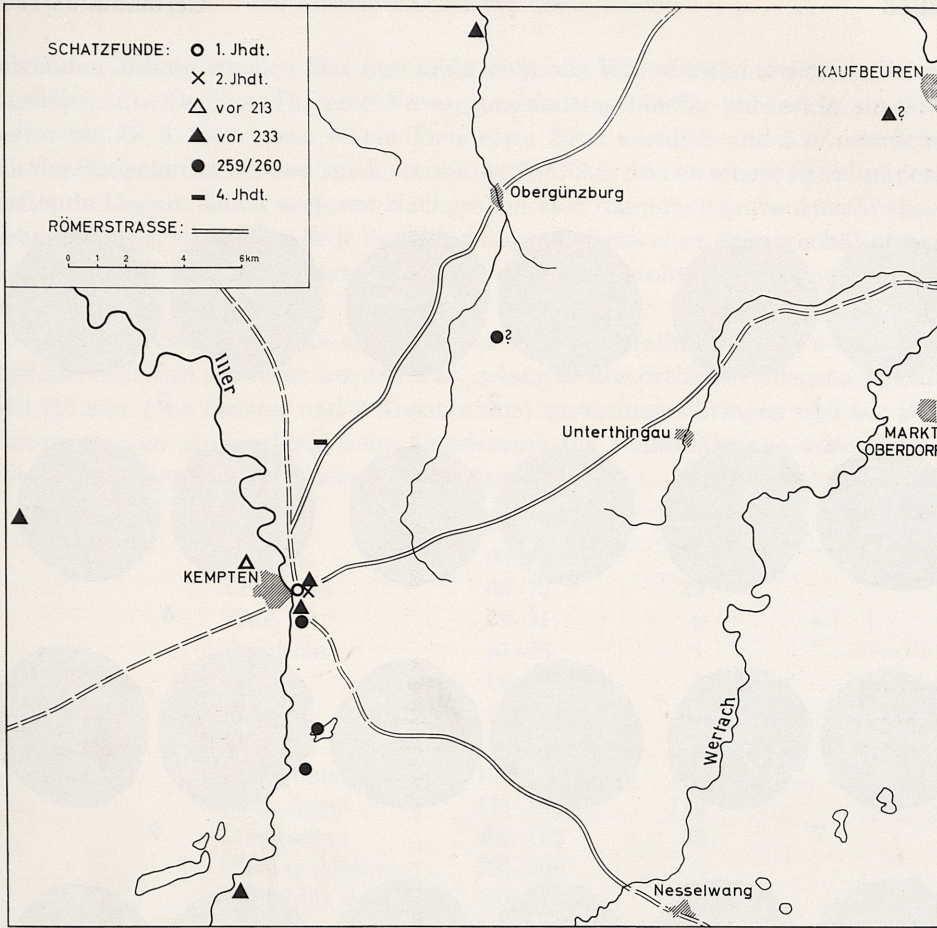 SCHATZFUNDE: 1. Jhdt.
2. Jhdt.
vor 213
vor 233
259/260
4. Jhdt.
RÖMERSTRASSE:
0 1 2 4 6km
KAUFBEUREN
?
Obergünzburg
?
Iller
Unterthingau
MARKT
OBERDORF
KEMPTEN
Wertach
Nesselwang